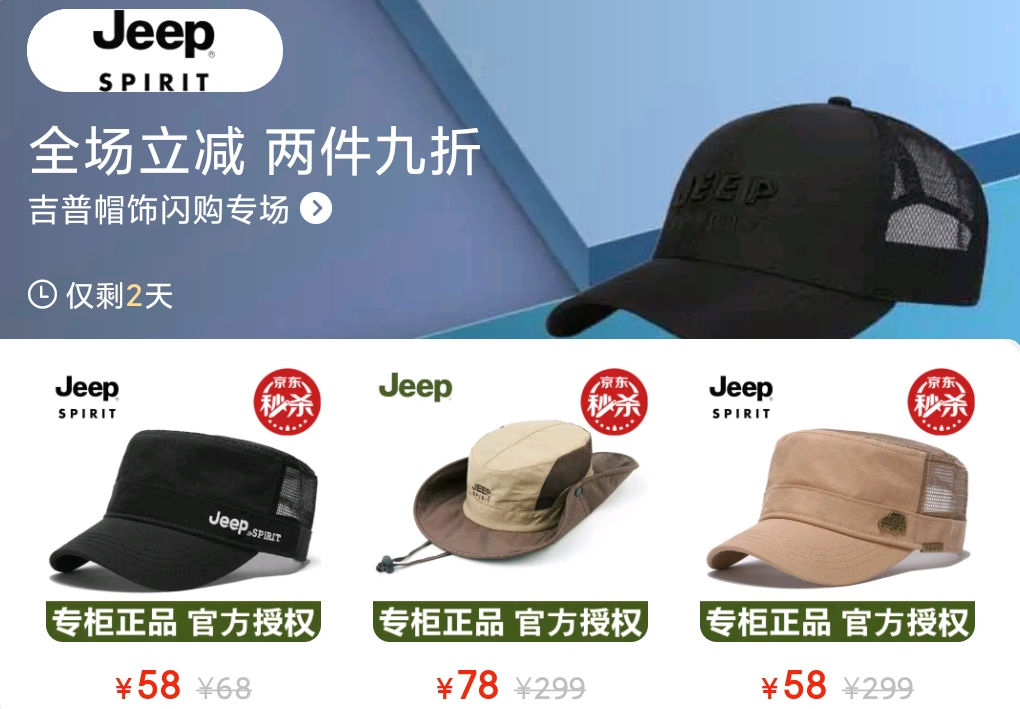 Jeep®
SPIRIT
全场立减 两件九折
吉普帽饰闪购专场
仅剩2天
JEEP
Jeep
SPIRIT
京东
秒杀
Jeep
京东
秒杀
Jeep
SPIRIT
京东
秒杀
Jeep SPIRIT
JEEP
SPIRIT
专柜正品 官方授权
专柜正品 官方授权
专柜正品 官方授权
¥58 ¥68
¥78 ¥299
¥58 ¥299